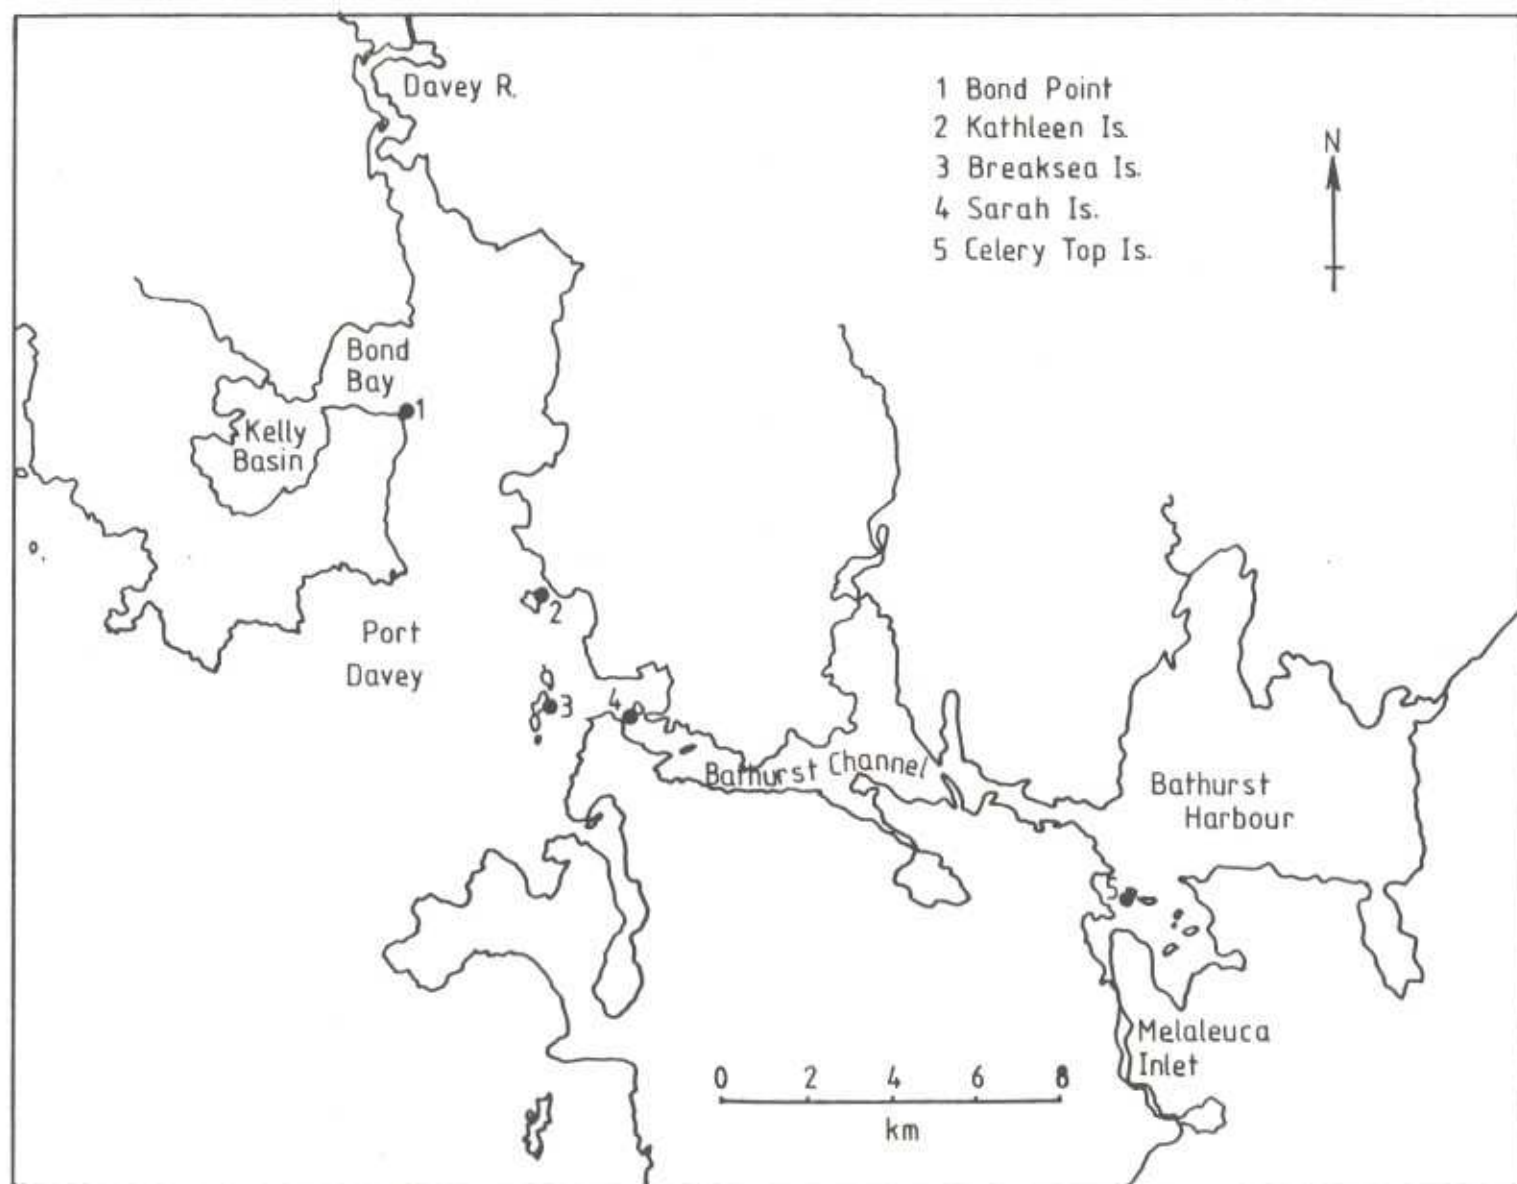 Davey R.
1 Bond Point
2 Kathleen Is.
3 Breaksea Is.
4 Sarah Is.
5 Celery Top Is.
N
Bond
Bay
1
Kelly
Basin
2
Port
Davey
3
4
Bathurst Channel
Bathurst
Harbour
5
Melaleuca
Inlet
0 2 4 6 8
km